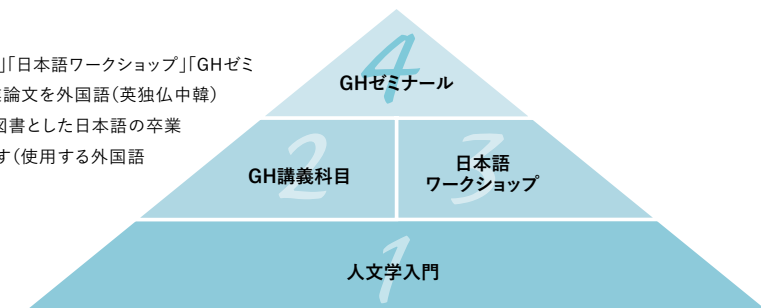 」「日本語ワークショップ」「GHゼミ
論文を外国語(英独仏中韓)
図書とした日本語の卒業
す(使用する外国語
4
GHゼミナール
2
GH講義科目
3
日本語
ワークショップ
1
人文学入門